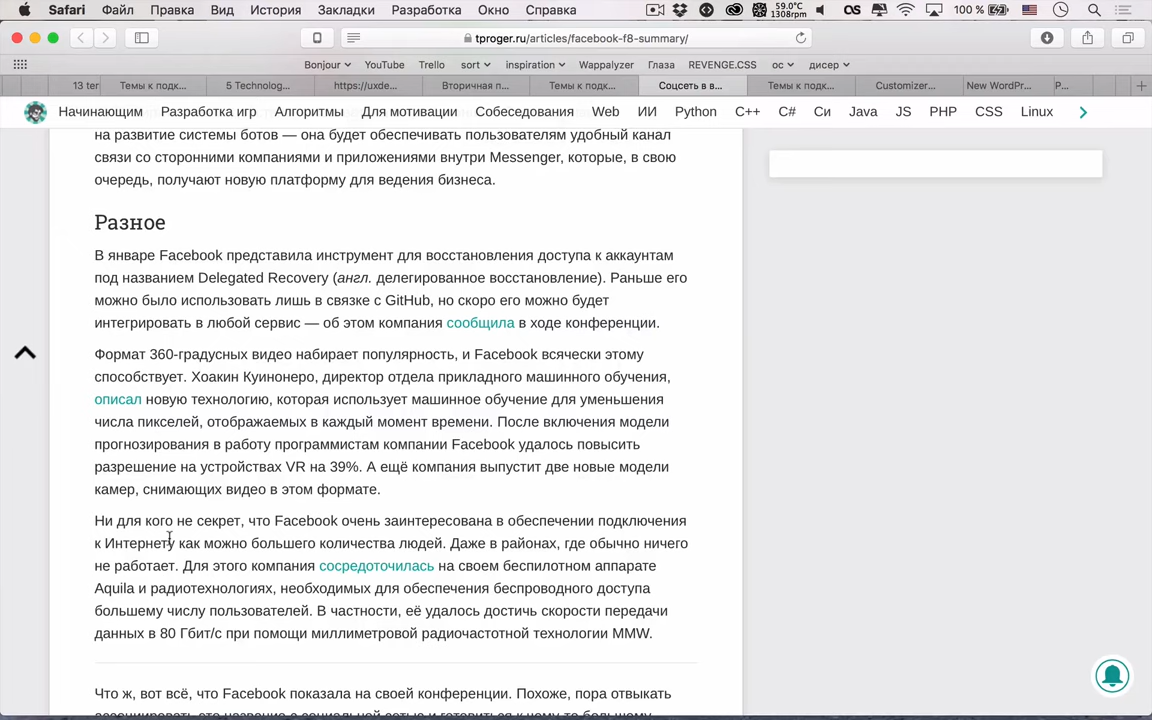 Safari Файл Правка Вид История Закладки Разработка Окно Справка 59.0°C 1308rpm 100 %
tproger.ru/articles/facebook-f8-summary/
Bonjour YouTube Trello sort inspiration Wappalyzer Глаза REVENGE.CSS ос дисер
13 ter Темы к подк... 5 Technolog... https://uxde... Вторичная п... Темы к подк... Соцсеть в в... Темы к подк... Customizer... New WordPr... P...
Начинающим Разработка игр Алгоритмы Для мотивации Собеседования Web ИИ Python C++ C# Си Java JS PHP CSS Linux
на развитие системы ботов — она будет обеспечивать пользователям удобный канал
связи со сторонними компаниями и приложениями внутри Messenger, которые, в свою
очередь, получают новую платформу для ведения бизнеса.
Разное
В январе Facebook представила инструмент для восстановления доступа к аккаунтам
под названием Delegated Recovery (англ. делегированное восстановление). Раньше его
можно было использовать лишь в связке с GitHub, но скоро его можно будет
интегрировать в любой сервис — об этом компания сообщила в ходе конференции.
Формат 360-градусных видео набирает популярность, и Facebook всячески этому
способствует. Хоакин Куинонеро, директор отдела прикладного машинного обучения,
описал новую технологию, которая использует машинное обучение для уменьшения
числа пикселей, отображаемых в каждый момент времени. После включения модели
прогнозирования в работу программистам компании Facebook удалось повысить
разрешение на устройствах VR на 39%. А ещё компания выпустит две новые модели
камер, снимающих видео в этом формате.
Ни для кого не секрет, что Facebook очень заинтересована в обеспечении подключения
к Интернету как можно большего количества людей. Даже в районах, где обычно ничего
не работает. Для этого компания сосредоточилась на своем беспилотном аппарате
Aquila и радиотехнологиях, необходимых для обеспечения беспроводного доступа
большему числу пользователей. В частности, её удалось достичь скорости передачи
данных в 80 Гбит/с при помощи миллиметровой радиочастотной технологии MMW.
Что ж, вот всё, что Facebook показала на своей конференции. Похоже, пора отвыкать